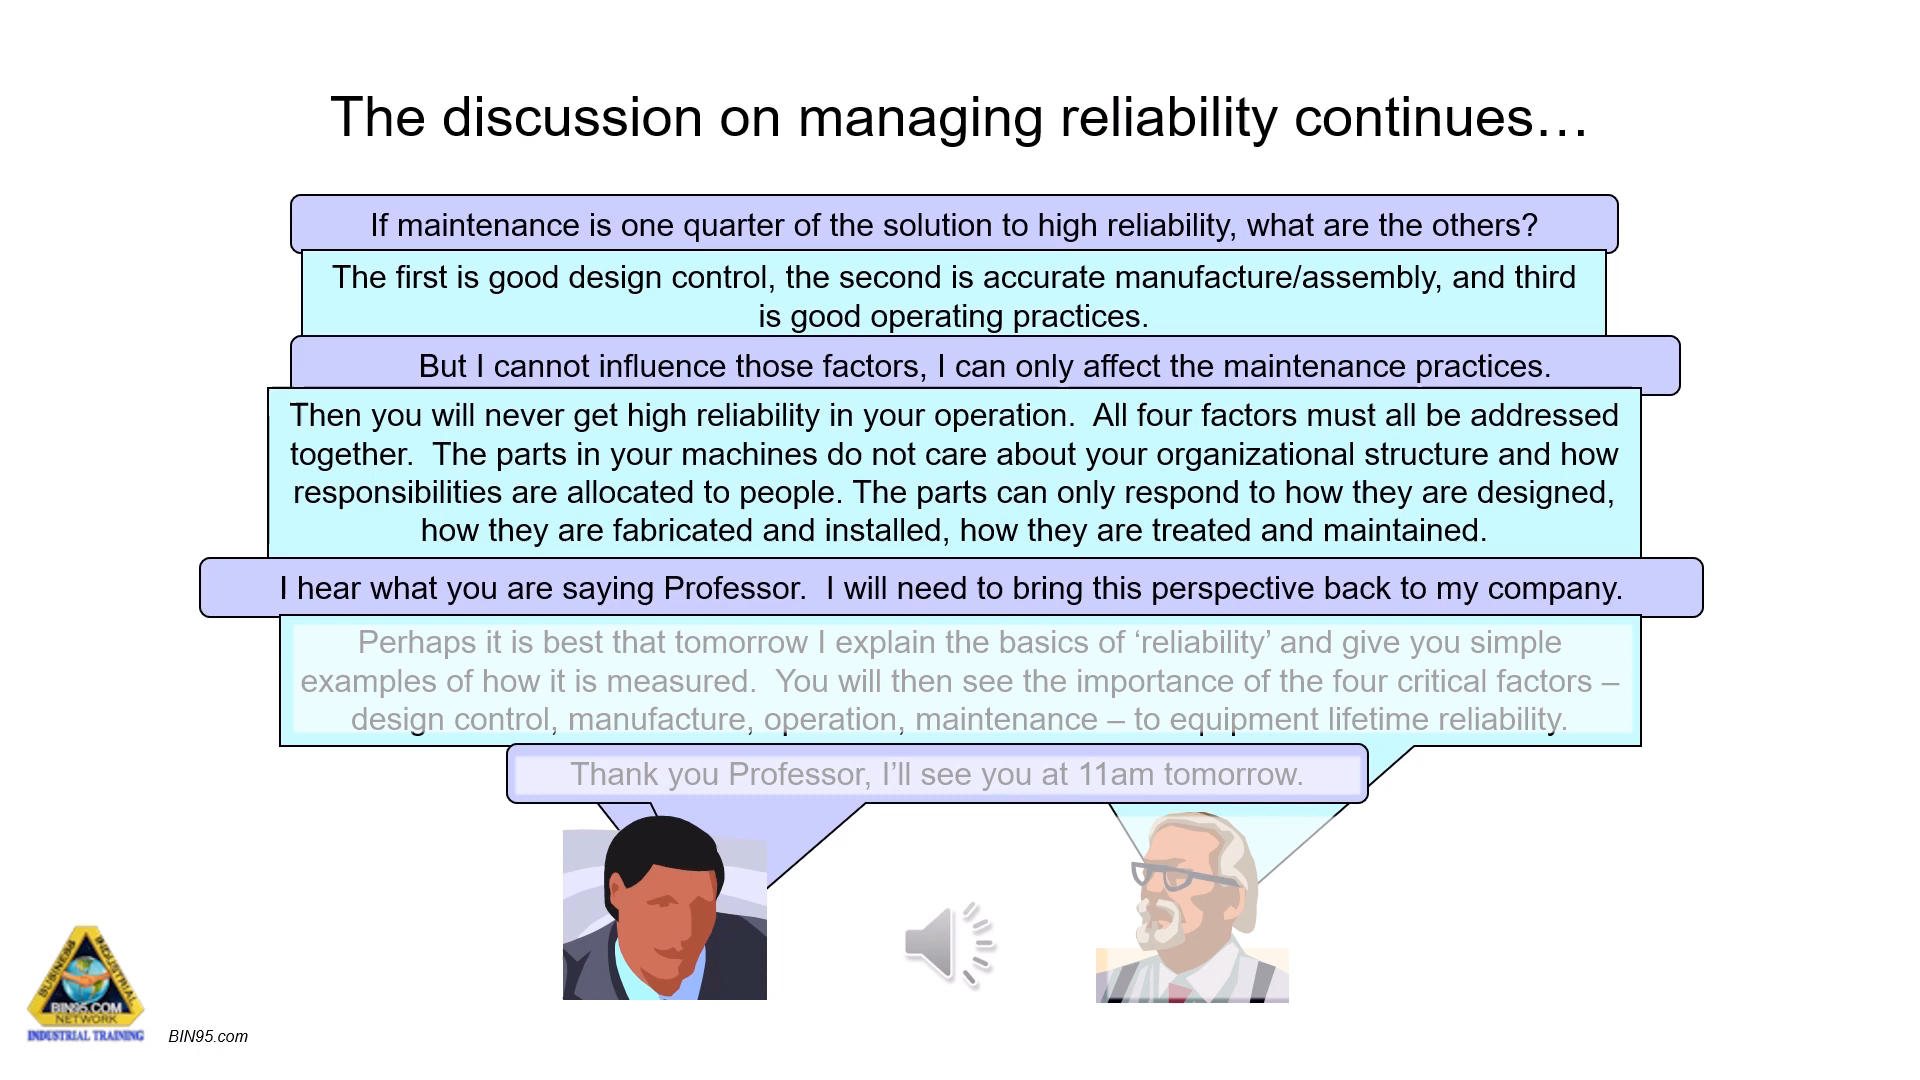 The discussion on managing reliability continues…
If maintenance is one quarter of the solution to high reliability, what are the others?
The first is good design control, the second is accurate manufacture/assembly, and third
is good operating practices.
But I cannot influence those factors, I can only affect the maintenance practices.
Then you will never get high reliability in your operation.  All four factors must all be addressed
together.  The parts in your machines do not care about your organizational structure and how
responsibilities are allocated to people. The parts can only respond to how they are designed,
how they are fabricated and installed, how they are treated and maintained.
I hear what you are saying Professor.  I will need to bring this perspective back to my company.
Perhaps it is best that tomorrow I explain the basics of ‘reliability’ and give you simple
examples of how it is measured.  You will then see the importance of the four critical factors –
design control, manufacture, operation, maintenance – to equipment lifetime reliability.
Thank you Professor, I’ll see you at 11am tomorrow.
BUSINESS
INDUSTRIAL
BIN95.COM
NETWORK
INDUSTRIAL TRAINING
BIN95.com